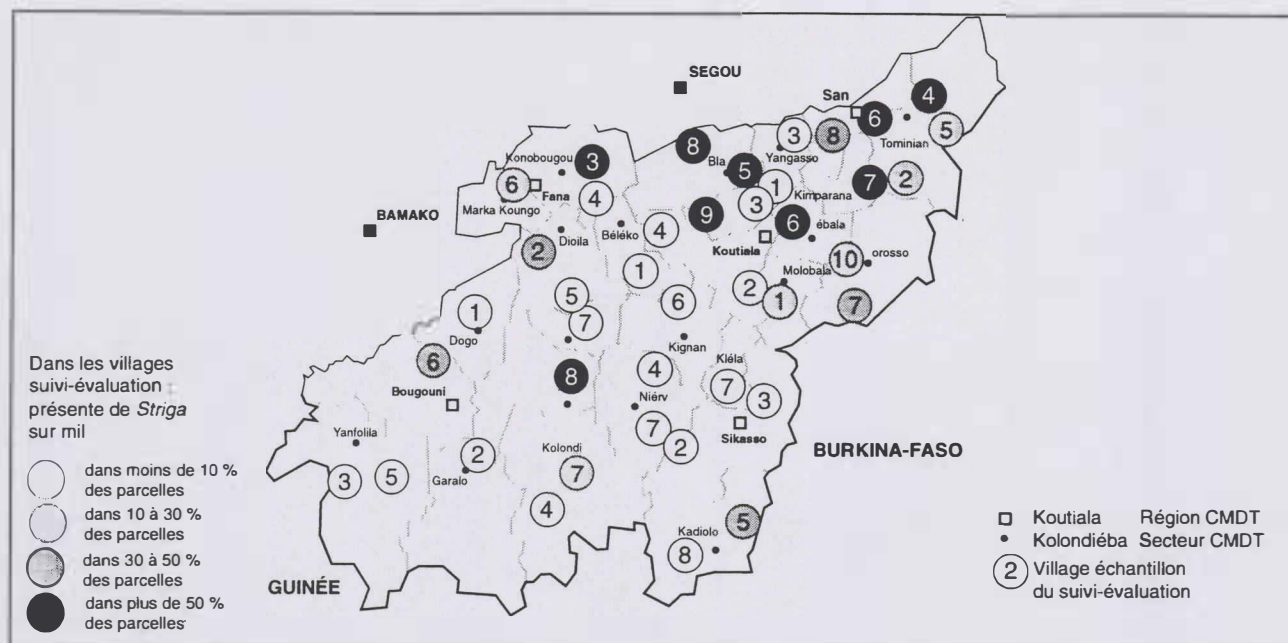 SEGOU
San
4
6
5
8
3
Tominian
Konobougou
3
8
Bla
5
Yangasso
1
7
2
6
Fana
4
3
Kimparana
Marka Koungo
9
6
BAMAKO
Dioila
Béléko
4
Koutiala
ébala
2
1
10
orosso
Molobala
2
1
7
5
6
1
7
Dogo
Kignan
Dans les villages
suivi-évaluation
présente de Striga
sur mil
6
8
4
Kléla
7
3
Bougouni
Niérv
Sikasso
Yanfolila
7
2
BURKINA-FASO
2
Kolondi
7
dans moins de 10 %
des parcelles
3
5
Garalo
4
dans 10 à 30 %
des parcelles
5
Kadiolo
8
dans 30 à 50 %
des parcelles
GUINÉE
dans plus de 50 %
des parcelles
Koutiala Région CMDT
Kolondiéba Secteur CMDT
2 Village échantillon
du suivi-évaluation